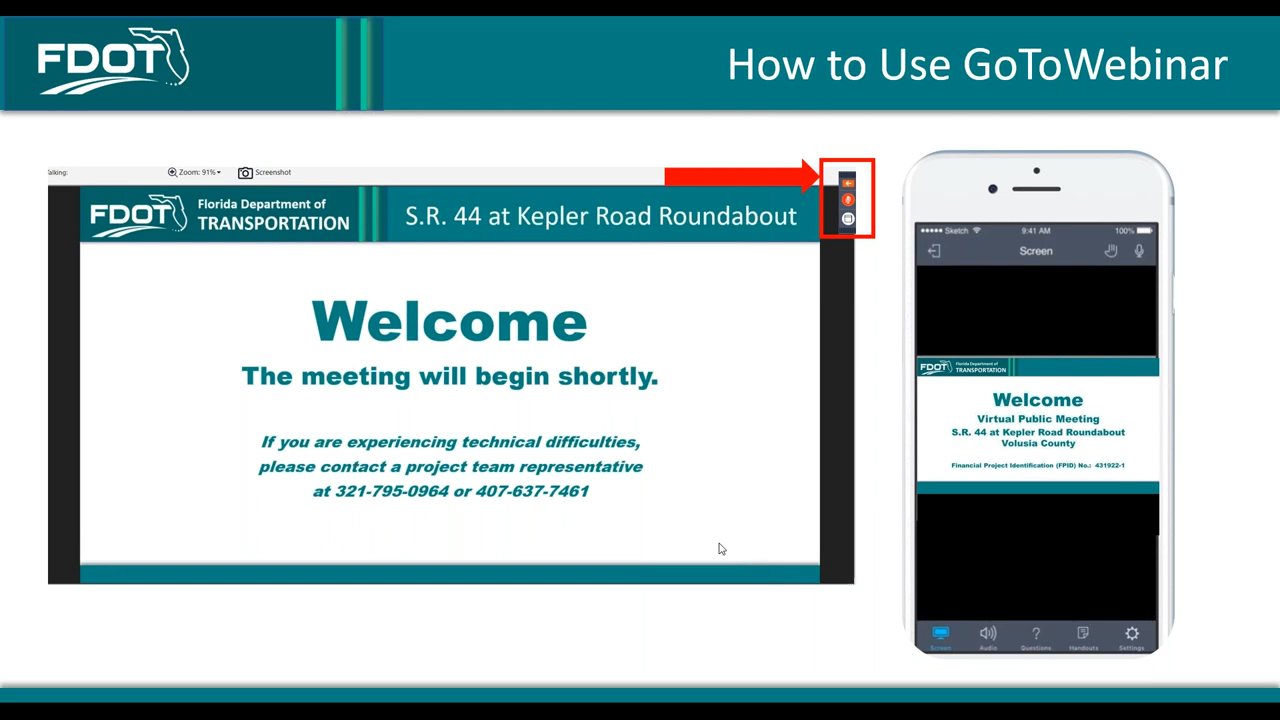 FDOT
How to Use GoToWebinar
Talking:
Zoom: 91%
Screenshot
FDOT
Florida Department of
TRANSPORTATION
S.R. 44 at Kepler Road Roundabout
Welcome
The meeting will begin shortly.
If you are experiencing technical difficulties,
please contact a project team representative
at 321-795-0964 or 407-637-7461
Sketch
9:41 AM
100%
Screen
FDOT
Florida Department of
TRANSPORTATION
Welcome
Virtual Public Meeting
S.R. 44 at Kepler Road Roundabout
Volusia County
Financial Project Identification (FPID) No.: 431922-1
Screen
Audio
Questions
Handouts
Settings